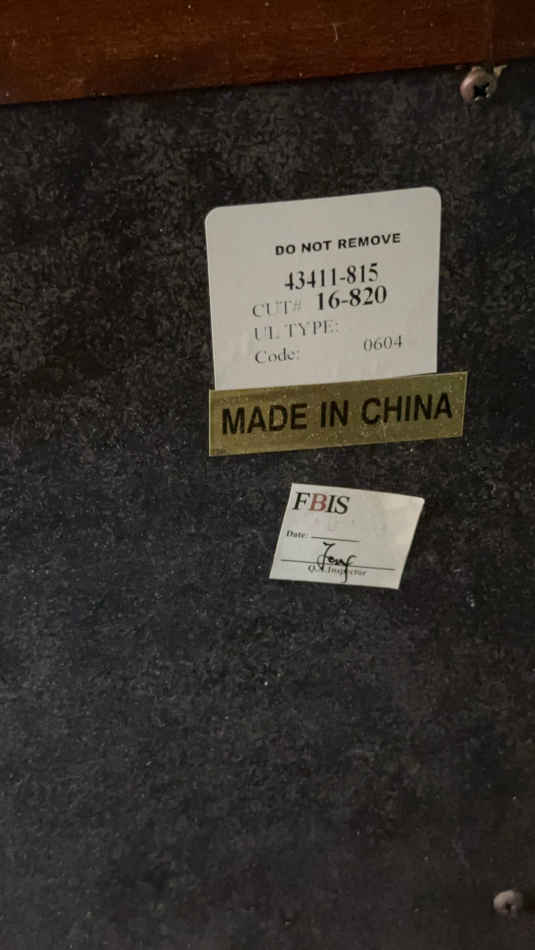 DO NOT REMOVE
43411-815
CUT# 16-820
UL TYPE:
Code: 0604
MADE IN CHINA
FBIS
Date:
Q.A. Inspector